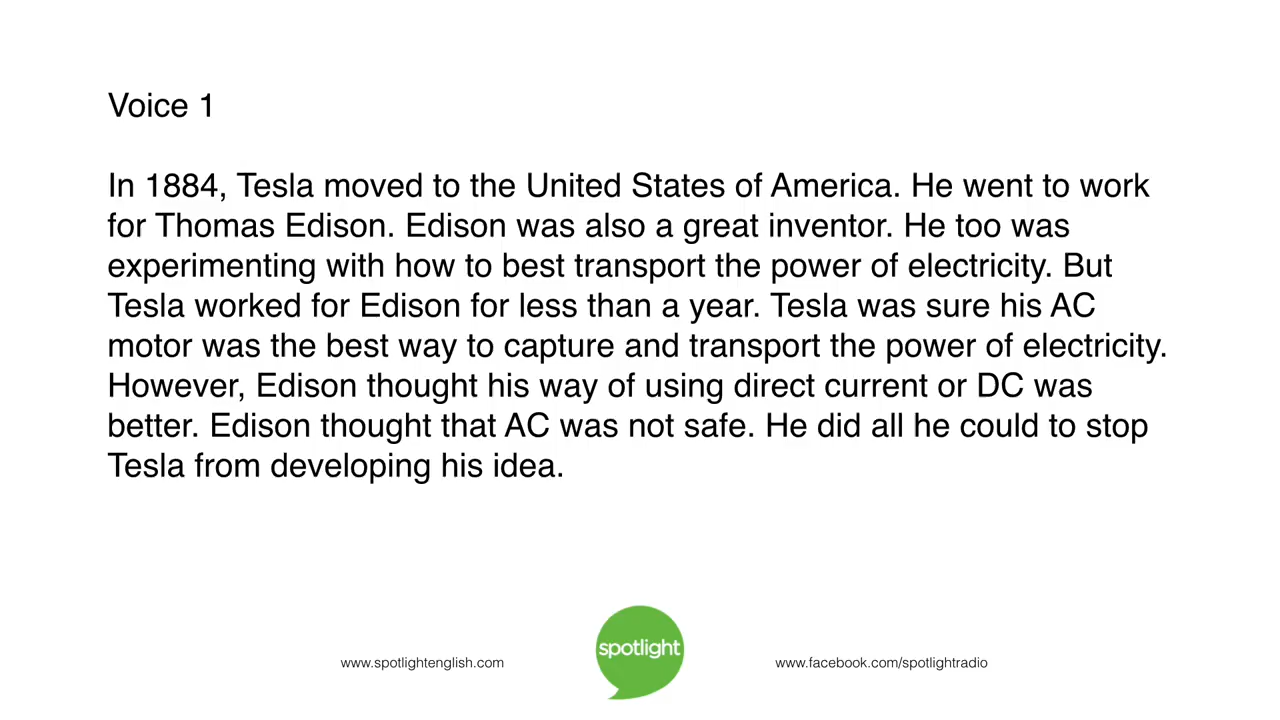 Voice 1
In 1884, Tesla moved to the United States of America. He went to work
for Thomas Edison. Edison was also a great inventor. He too was
experimenting with how to best transport the power of electricity. But
Tesla worked for Edison for less than a year. Tesla was sure his AC
motor was the best way to capture and transport the power of electricity.
However, Edison thought his way of using direct current or DC was
better. Edison thought that AC was not safe. He did all he could to stop
Tesla from developing his idea.
www.spotlightenglish.com
spotlight
www.facebook.com/spotlightradio